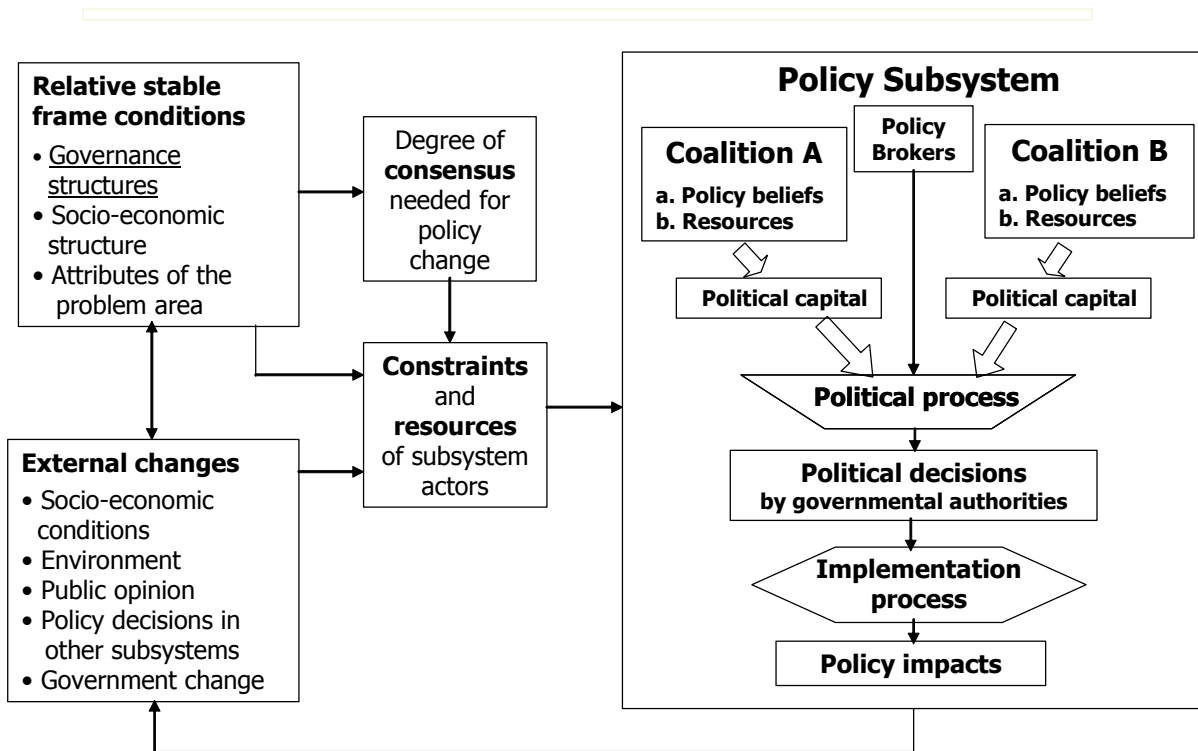 Relative stable
frame conditions
• Governance
structures
• Socio-economic
structure
• Attributes of the
problem area
Degree of
consensus
needed for
policy
change
Constraints
and
resources
of subsystem
actors
External changes
• Socio-economic
conditions
• Environment
• Public opinion
• Policy decisions in
other subsystems
• Government change
Policy Subsystem
Coalition A
a. Policy beliefs
b. Resources
Policy
Brokers
Coalition B
a. Policy beliefs
b. Resources
Political capital
Political capital
Political process
Political decisions
by governmental authorities
Implementation
process
Policy impacts